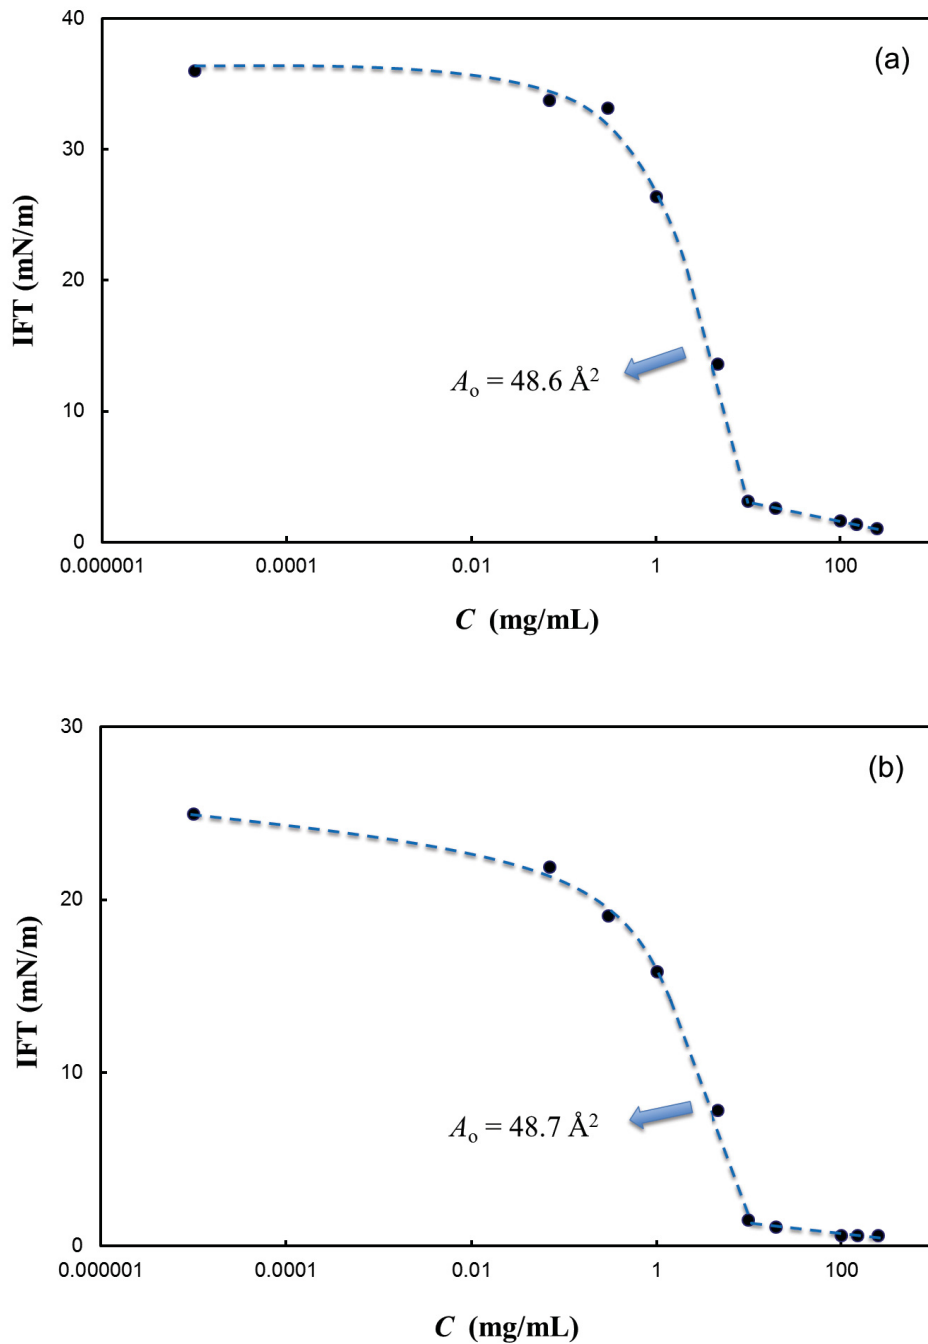 40
(a)
30
IFT (mN/m)
20
Aₒ = 48.6 Å²
10
0
0.000001 0.0001 0.01 1 100
C (mg/mL)
30
(b)
20
IFT (mN/m)
10
Aₒ = 48.7 Å²
0
0.000001 0.0001 0.01 1 100
C (mg/mL)